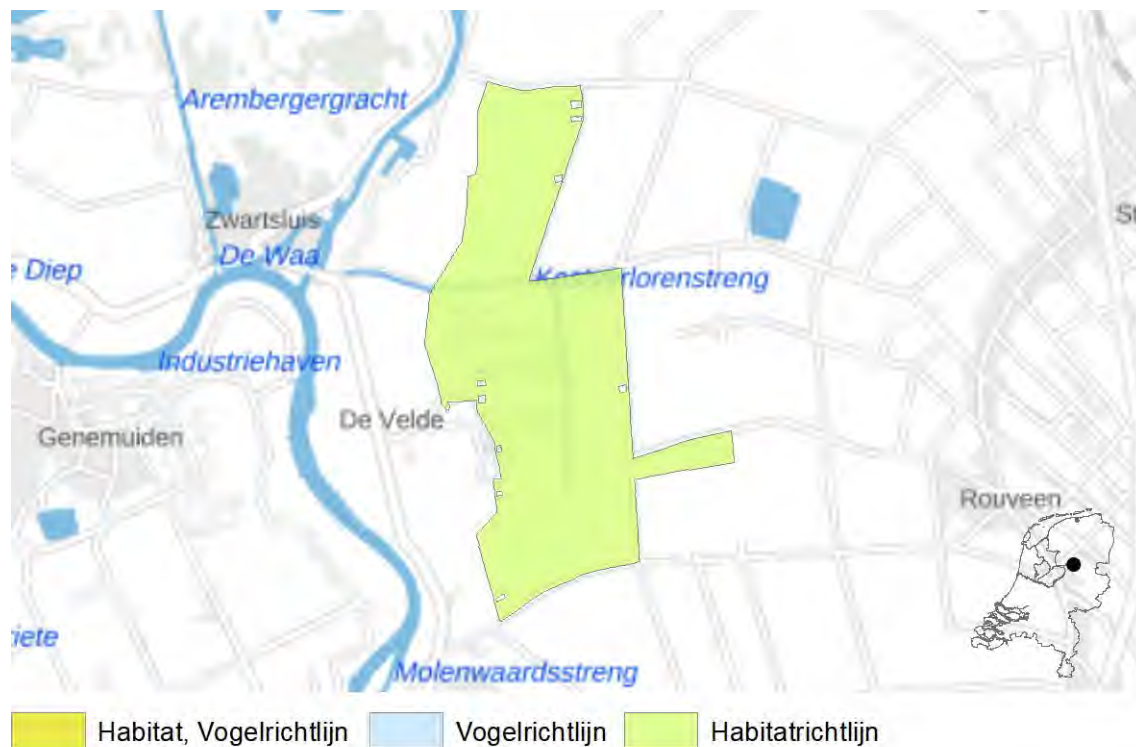 Arembergergracht
Zwartsluis
De Waa
Diep
Industriehaven
De Velde
Genemuiden
Rouveen
Molenwaardsstreng
Habitat, Vogelrichtlijn
Vogelrichtlijn
Habitatrichtlijn